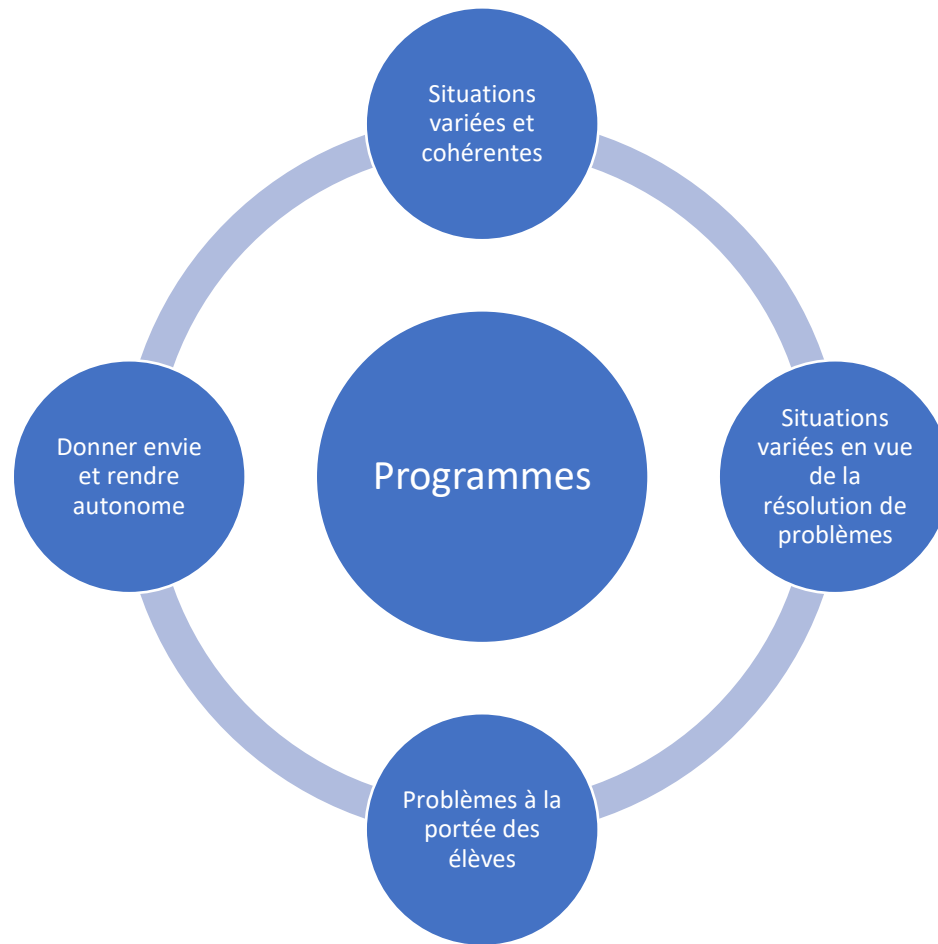 Situations
variées et
cohérentes
Donner envie
et rendre
autonome
Programmes
Situations
variées en vue
de la
résolution de
problèmes
Problèmes à la
portée des
élèves